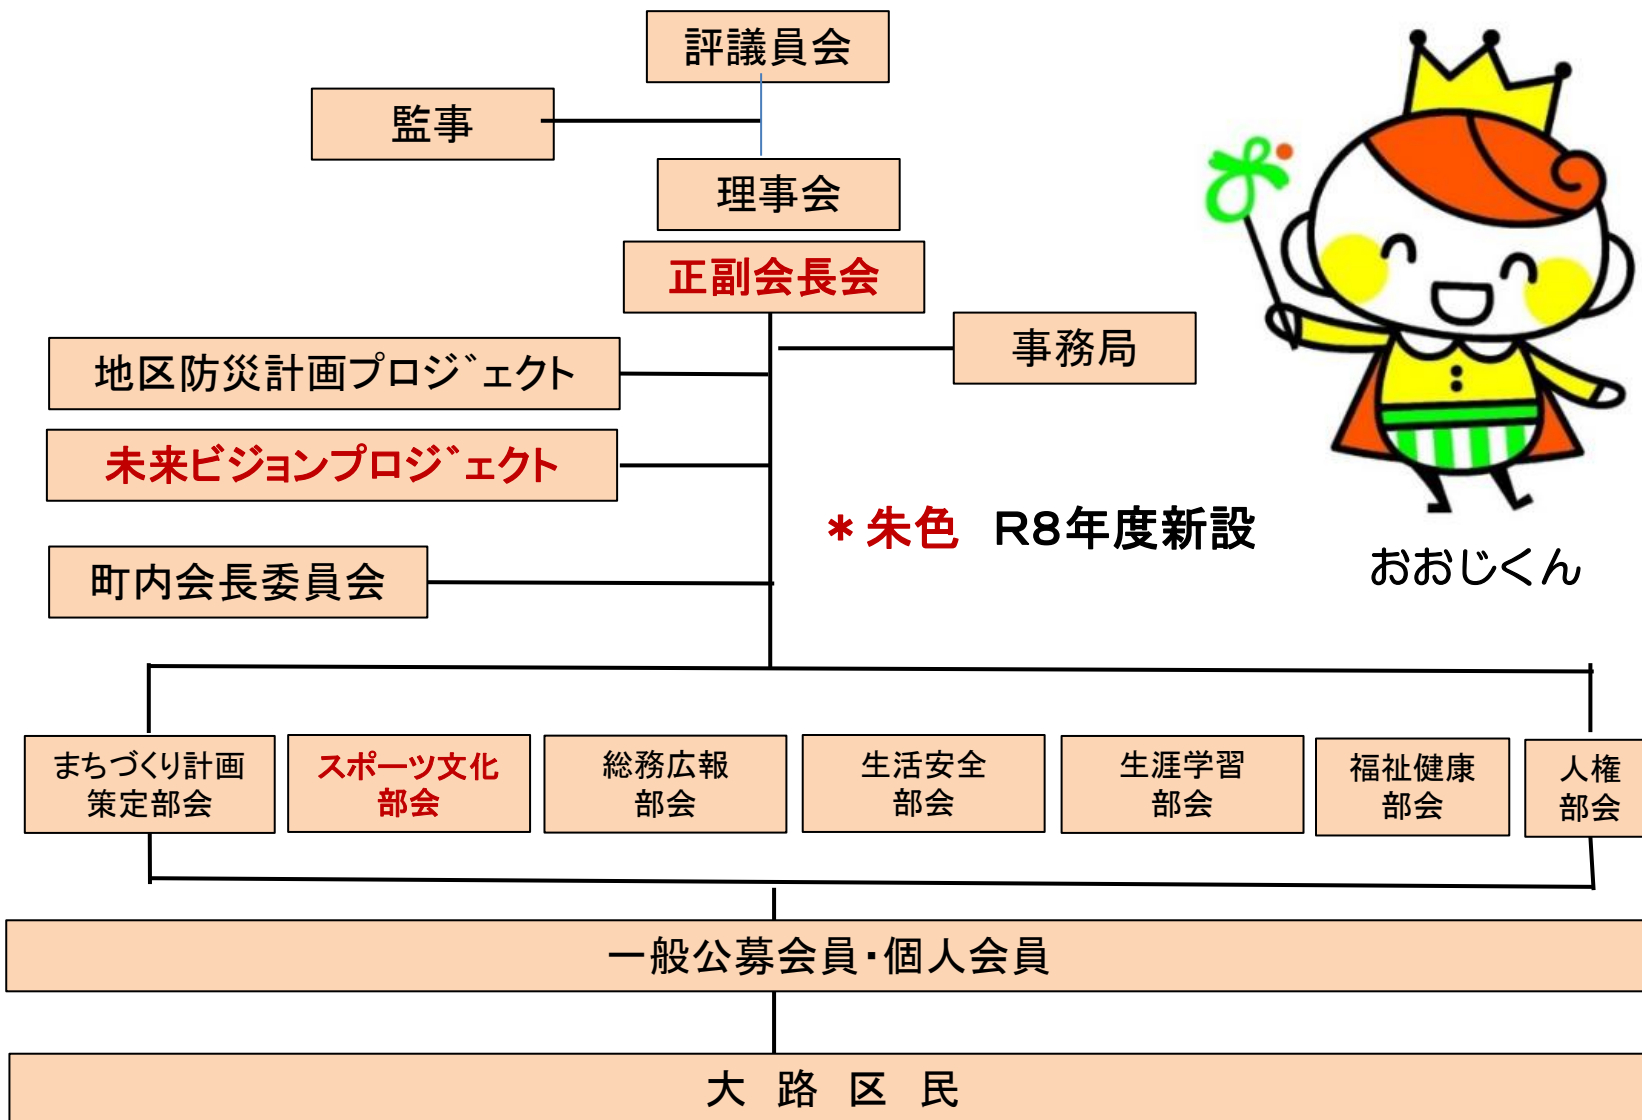 評議員会
監事
理事会
正副会長会
事務局
地区防災計画プロジ゛ェクト
未来ビジョンプロジ゛ェクト
＊朱色　R8年度新設
おおじくん
町内会長委員会
まちづくり計画
策定部会
スポーツ文化
部会
総務広報
部会
生活安全
部会
生涯学習
部会
福祉健康
部会
人権
部会
一般公募会員・個人会員
大　路　区　民